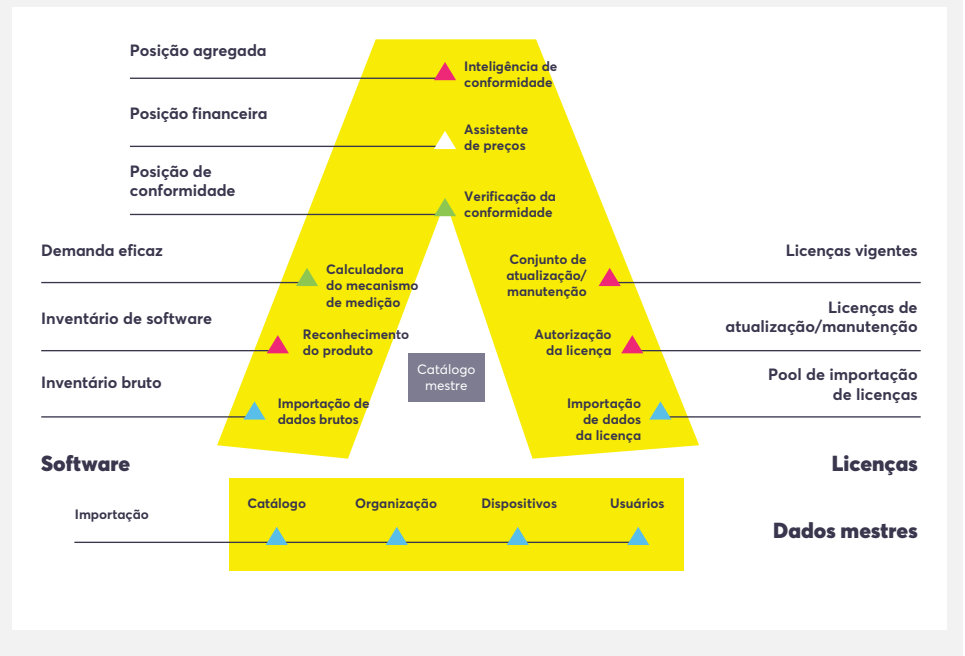 Posição agregada
Inteligência de
conformidade
Posição financeira
Assistente
de preços
Posição de
conformidade
Verificação da
conformidade
Demanda eficaz
Calculadora
do mecanismo
de medição
Conjunto de
atualização/
manutenção
Licenças vigentes
Inventário de software
Reconhecimento
do produto
Autorização
da licença
Licenças de
atualização/manutenção
Catálogo
mestre
Inventário bruto
Importação de
dados brutos
Importação
de dados
da licença
Pool de importação
de licenças
Software
Licenças
Importação
Catálogo
Organização
Dispositivos
Usuários
Dados mestres